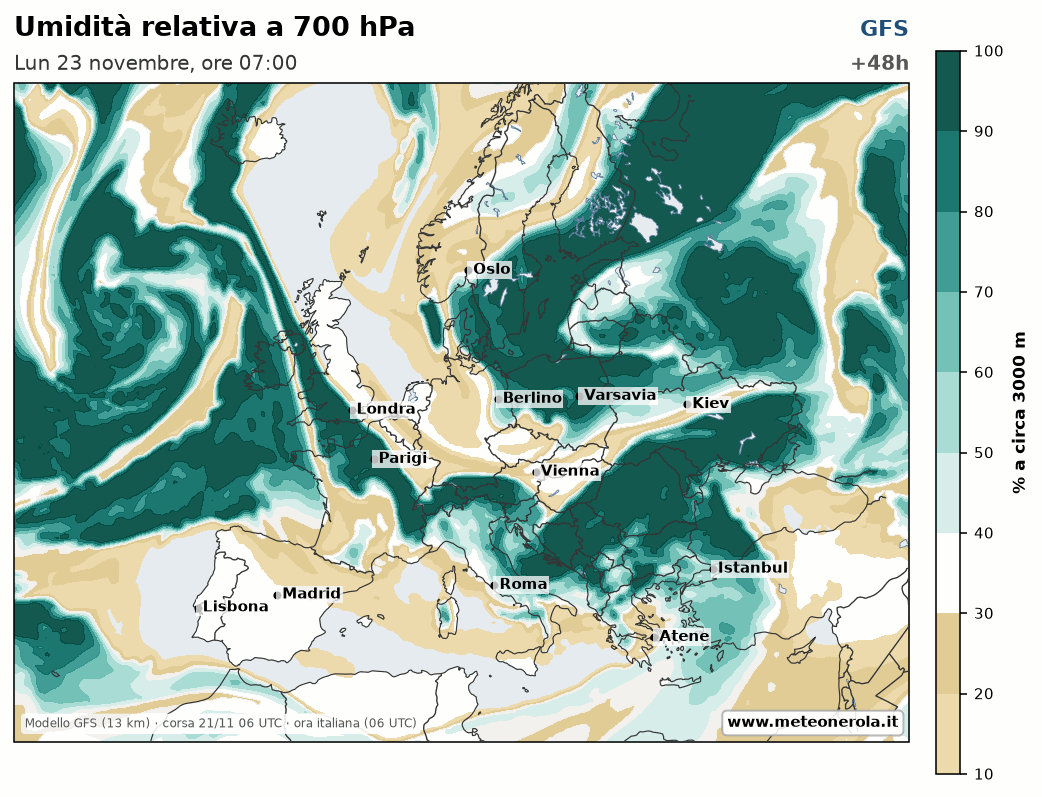 Umidità relativa a 700 hPa
GFS
Lun 23 novembre, ore 07:00
+48h
100
90
80
70
60
50
40
30
20
10
% a circa 3000 m
Oslo
Berlino
Varsavia
Kiev
Londra
Parigi
Vienna
Istanbul
Roma
Madrid
Lisbona
Atene
Modello GFS (13 km) · corsa 21/11 06 UTC · ora italiana (06 UTC)
www.meteonerola.it